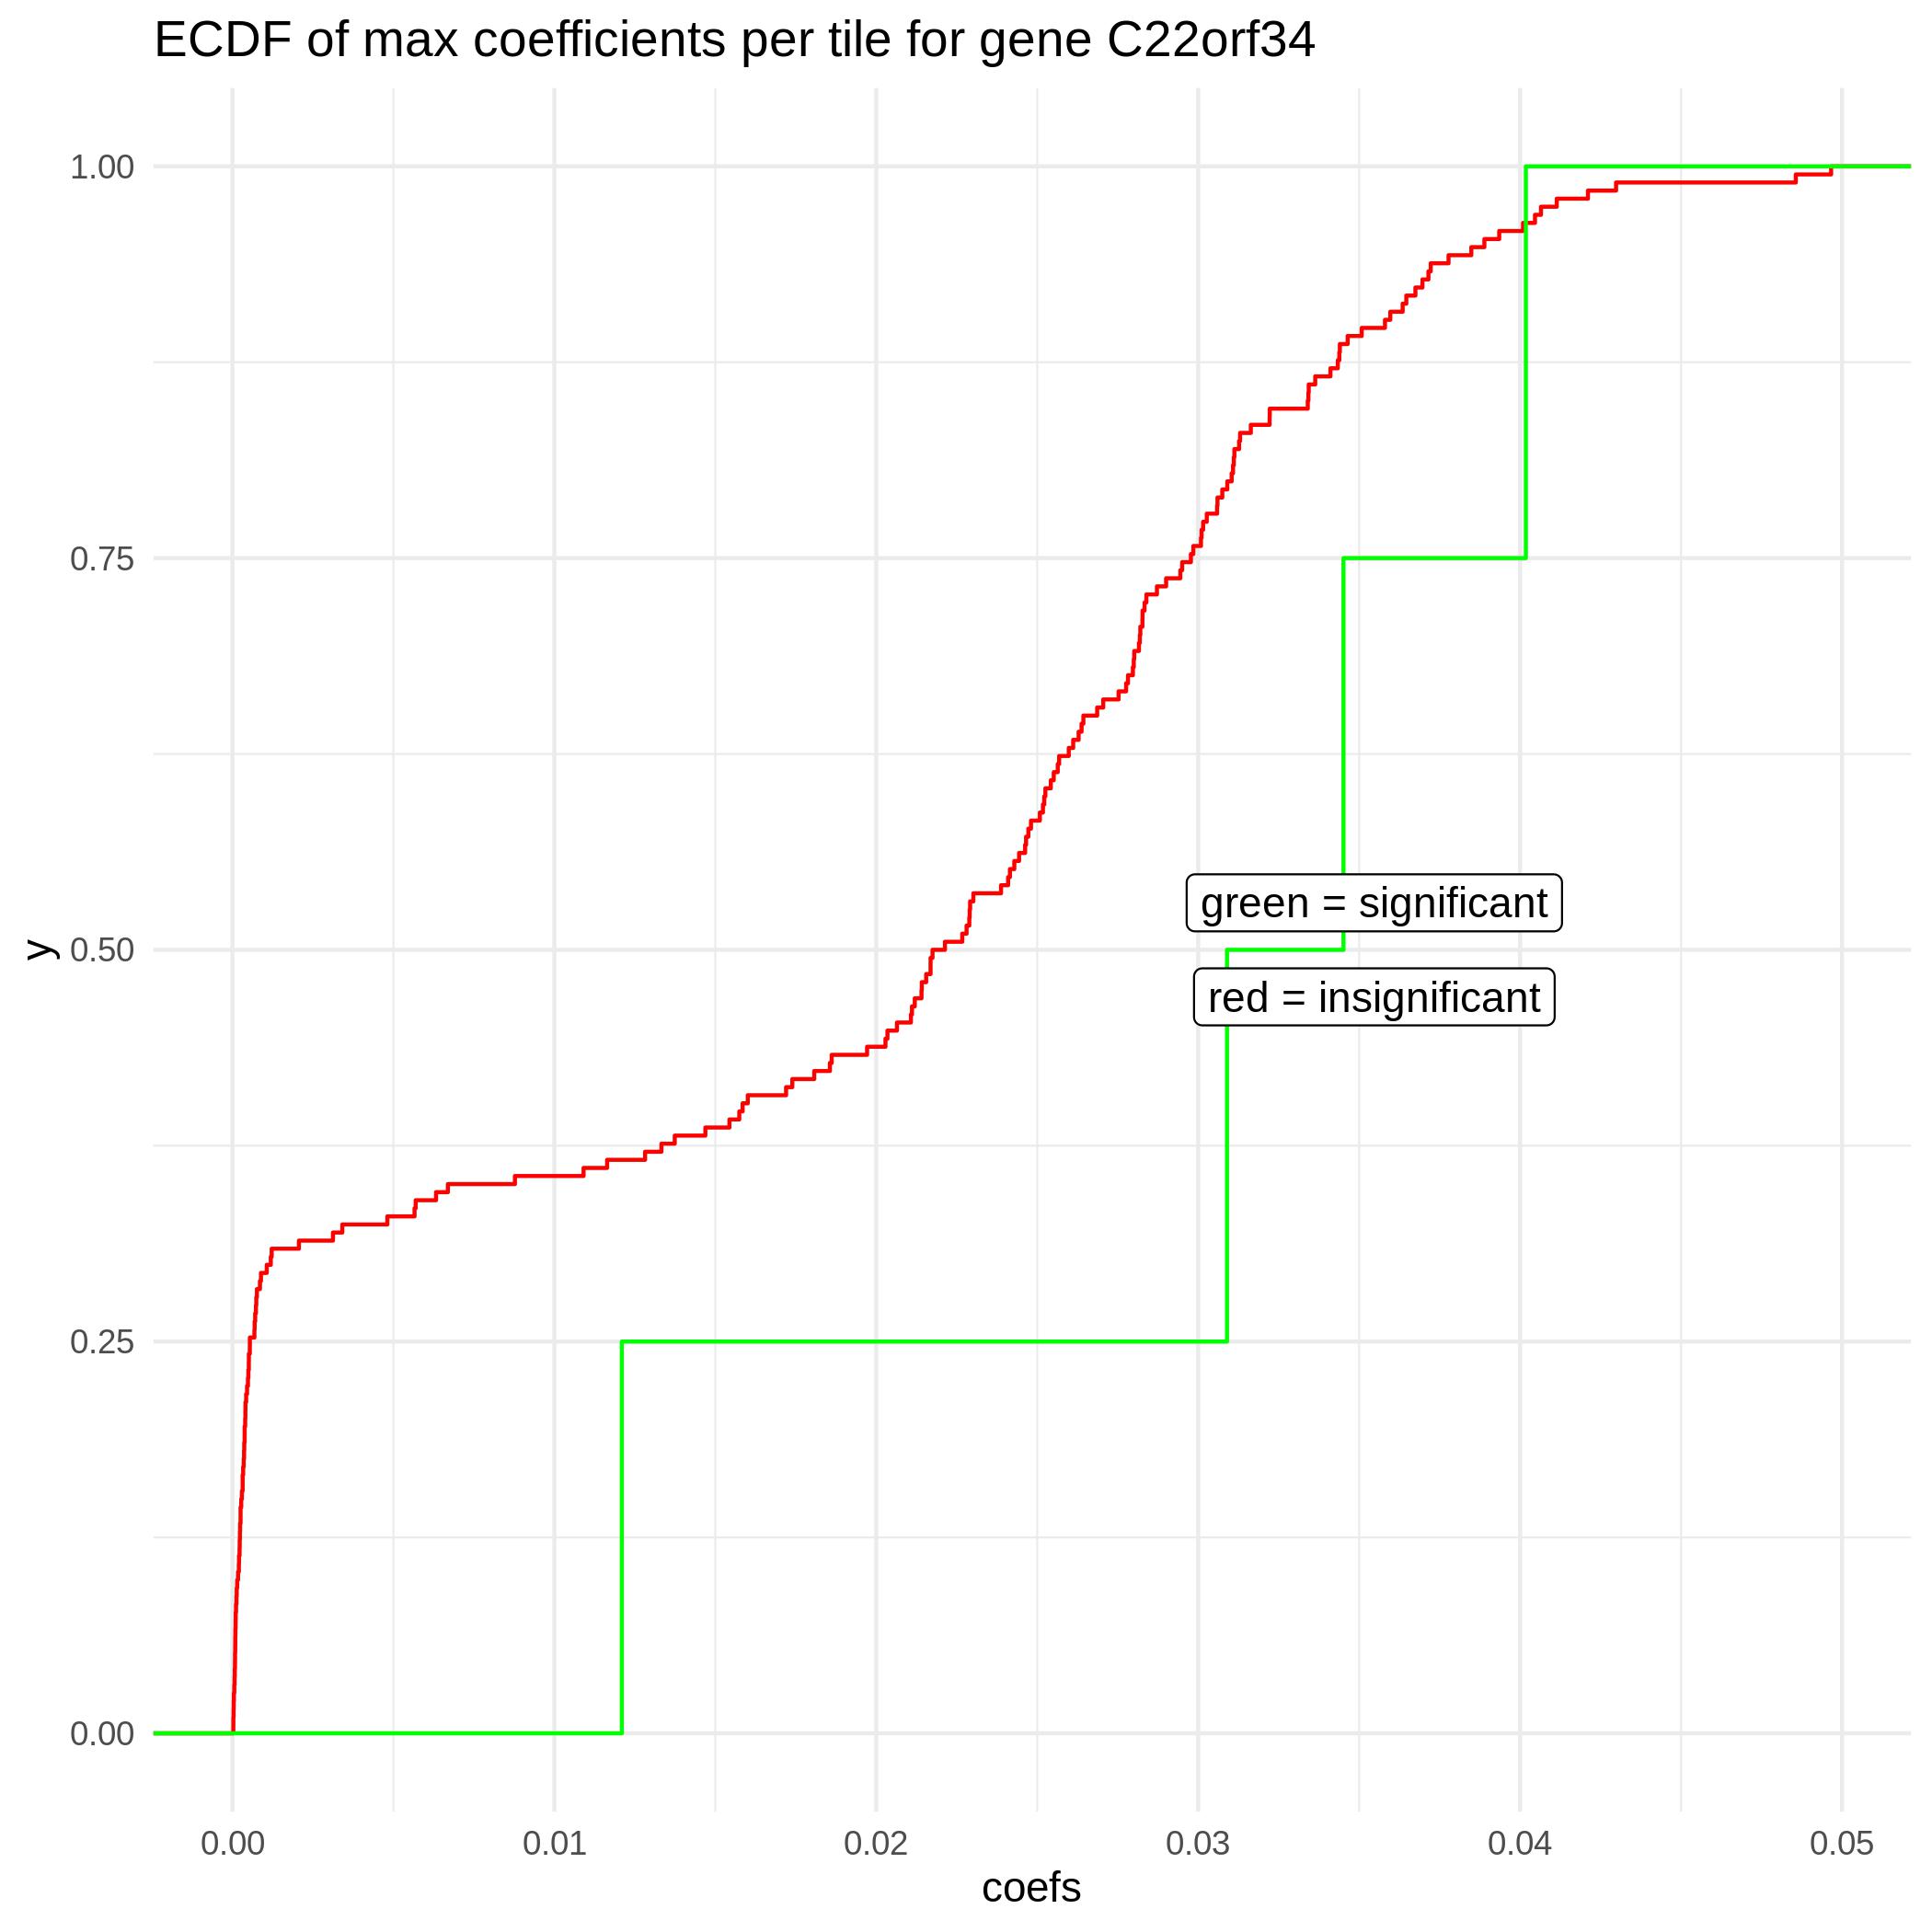 ECDF of max coefficients per tile for gene C22orf34
1.00
0.75
0.50
0.25
0.00
y
green = significant
red = insignificant
0.00 0.01 0.02 0.03 0.04 0.05
coefs